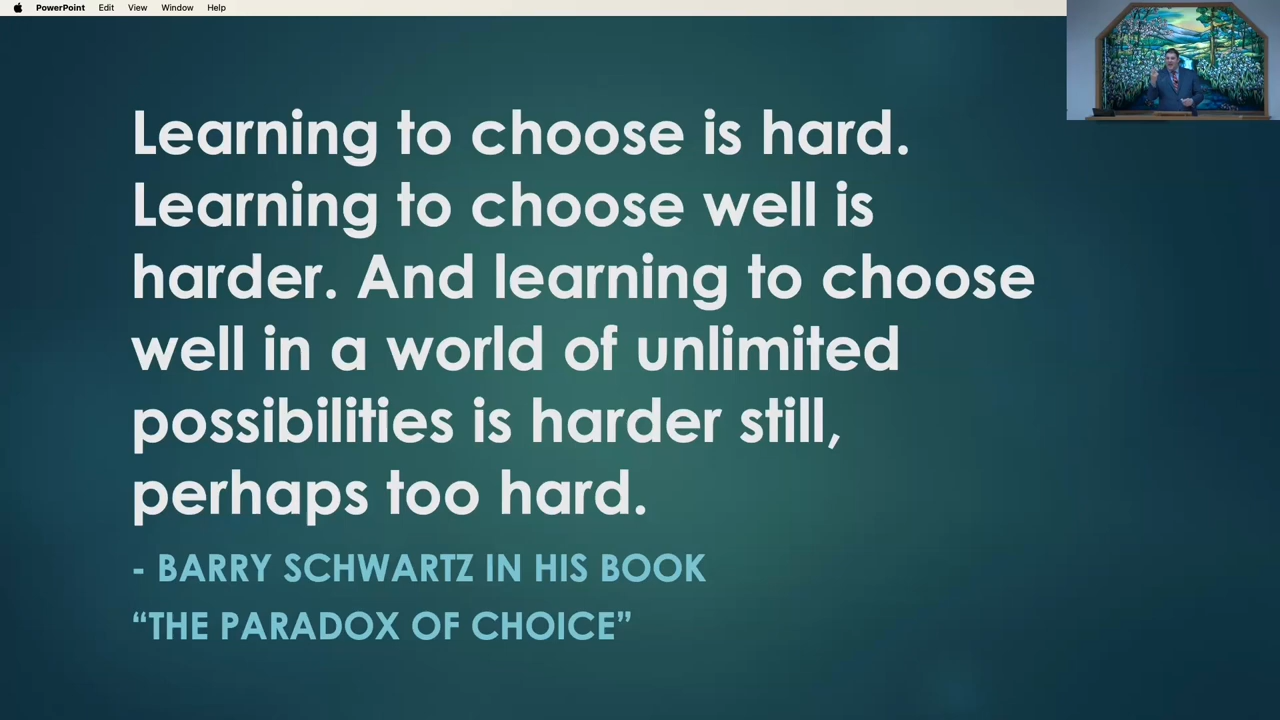 PowerPoint Edit View Window Help
Learning to choose is hard.
Learning to choose well is
harder. And learning to choose
well in a world of unlimited
possibilities is harder still,
perhaps too hard.
- BARRY SCHWARTZ IN HIS BOOK
“THE PARADOX OF CHOICE”